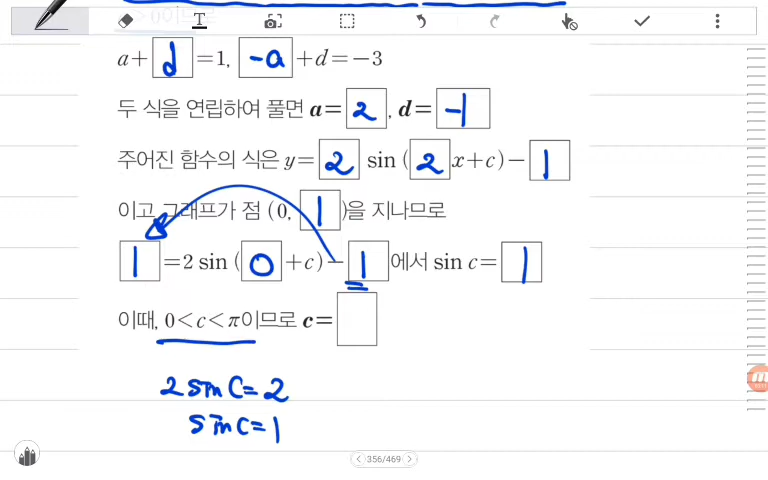 a+ d =1, -a +d=-3
두 식을 연립하여 풀면 a= 2 , d= -1
주어진 함수의 식은 y= 2 sin ( 2 x+c)- 1
이고 그래프가 점 (0, 1 )을 지나므로
1 =2 sin ( 0 +c)- 1 에서 sin c= 1
이때, 0<c<π이므로 c=
2 sin C = 2
sin C = 1
356/469